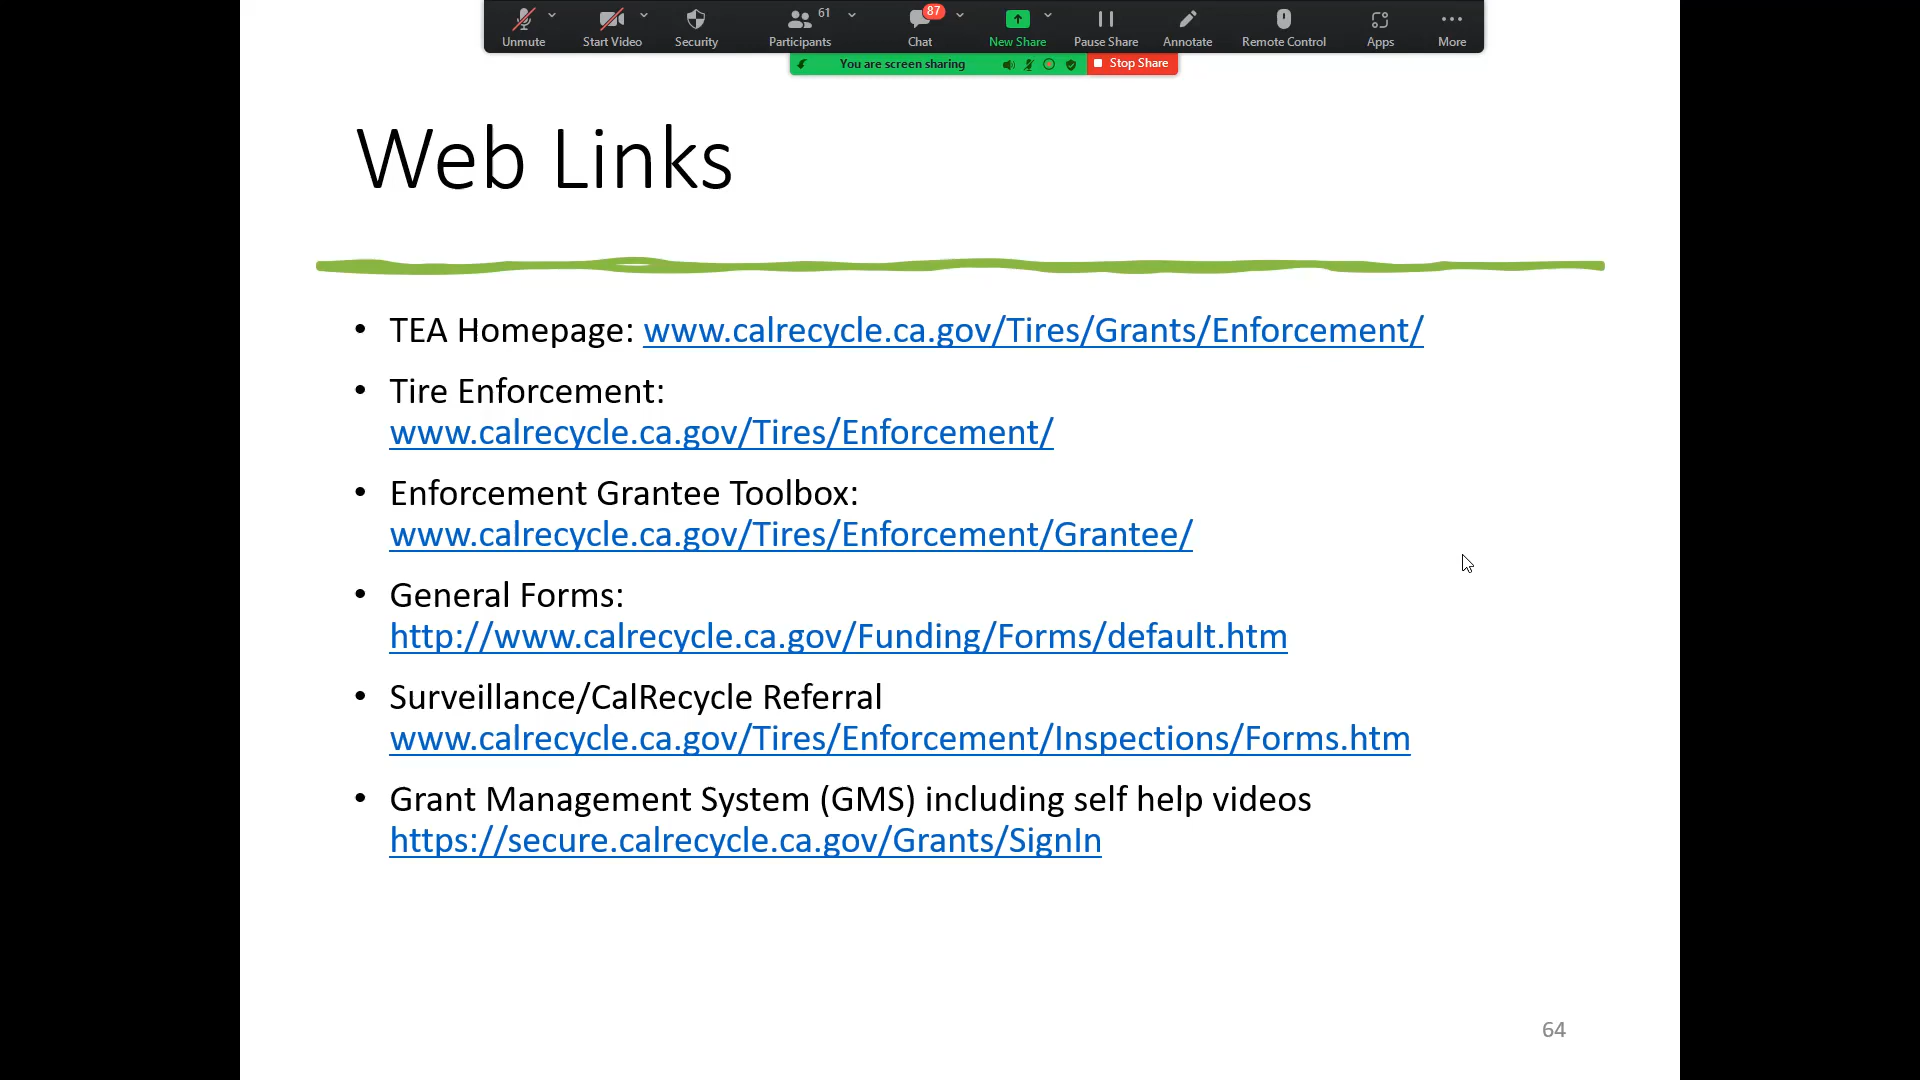 61
87
Unmute Start Video Security Participants Chat New Share Pause Share Annotate Remote Control Apps More
You are screen sharing Stop Share
Web Links
• TEA Homepage: www.calrecycle.ca.gov/Tires/Grants/Enforcement/
• Tire Enforcement:
www.calrecycle.ca.gov/Tires/Enforcement/
• Enforcement Grantee Toolbox:
www.calrecycle.ca.gov/Tires/Enforcement/Grantee/
• General Forms:
http://www.calrecycle.ca.gov/Funding/Forms/default.htm
• Surveillance/CalRecycle Referral
www.calrecycle.ca.gov/Tires/Enforcement/Inspections/Forms.htm
• Grant Management System (GMS) including self help videos
https://secure.calrecycle.ca.gov/Grants/SignIn
64